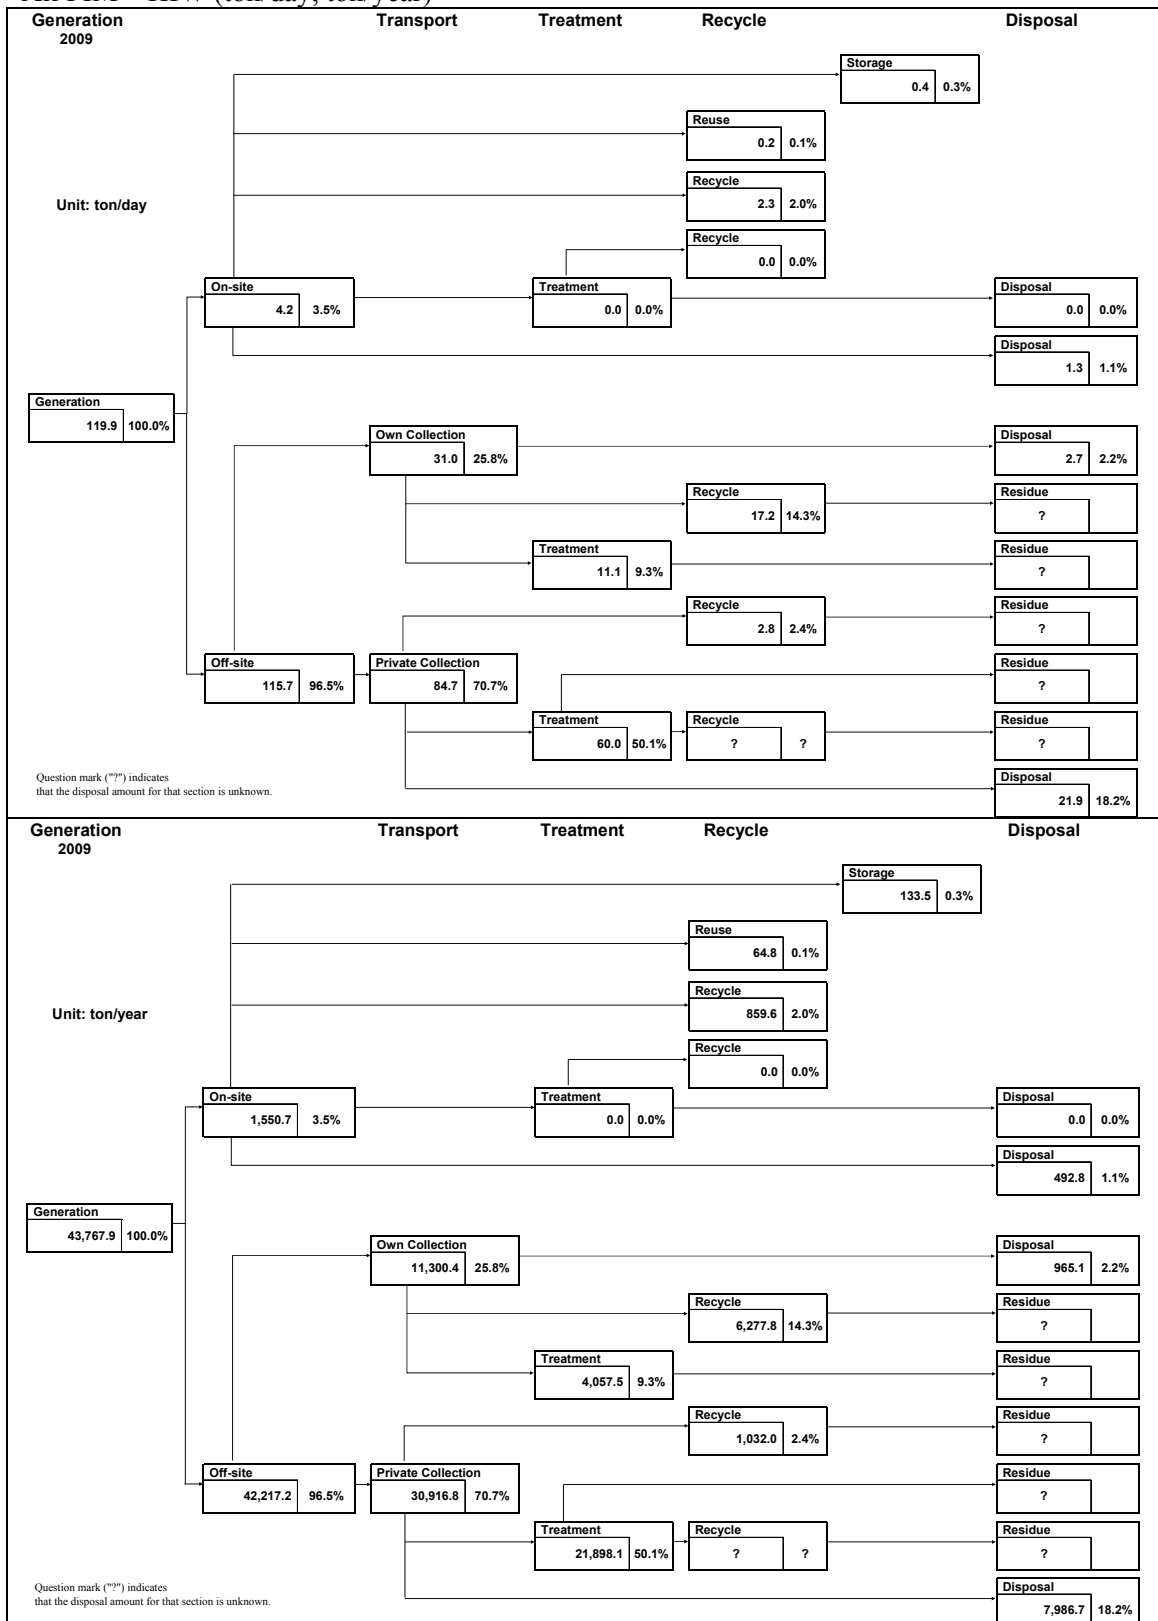 Generation Transport Treatment Recycle Disposal
2009
Storage
0.4 0.3%
Reuse
0.2 0.1%
Recycle
2.3 2.0%
Unit: ton/day
Recycle
0.0 0.0%
On-site Treatment Disposal
4.2 3.5% 0.0 0.0% 0.0 0.0%
Disposal
1.3 1.1%
Generation
119.9 100.0%
Own Collection Disposal
31.0 25.8% 2.7 2.2%
Recycle Residue
17.2 14.3% ?
Treatment Residue
11.1 9.3% ?
Recycle Residue
2.8 2.4% ?
Off-site Private Collection Residue
115.7 96.5% 84.7 70.7% ?
Treatment Recycle Residue
60.0 50.1% ? ? ?
Question mark ("?") indicates
that the disposal amount for that section is unknown.
Disposal
21.9 18.2%
Generation Transport Treatment Recycle Disposal
2009
Storage
133.5 0.3%
Reuse
64.8 0.1%
Recycle
859.6 2.0%
Unit: ton/year
Recycle
0.0 0.0%
On-site Treatment Disposal
1,550.7 3.5% 0.0 0.0% 0.0 0.0%
Disposal
492.8 1.1%
Generation
43,767.9 100.0%
Own Collection Disposal
11,300.4 25.8% 965.1 2.2%
Recycle Residue
6,277.8 14.3% ?
Treatment Residue
4,057.5 9.3% ?
Recycle Residue
1,032.0 2.4% ?
Off-site Private Collection Residue
42,217.2 96.5% 30,916.8 70.7% ?
Treatment Recycle Residue
21,898.1 50.1% ? ? ?
Question mark ("?") indicates
that the disposal amount for that section is unknown.
Disposal
7,986.7 18.2%